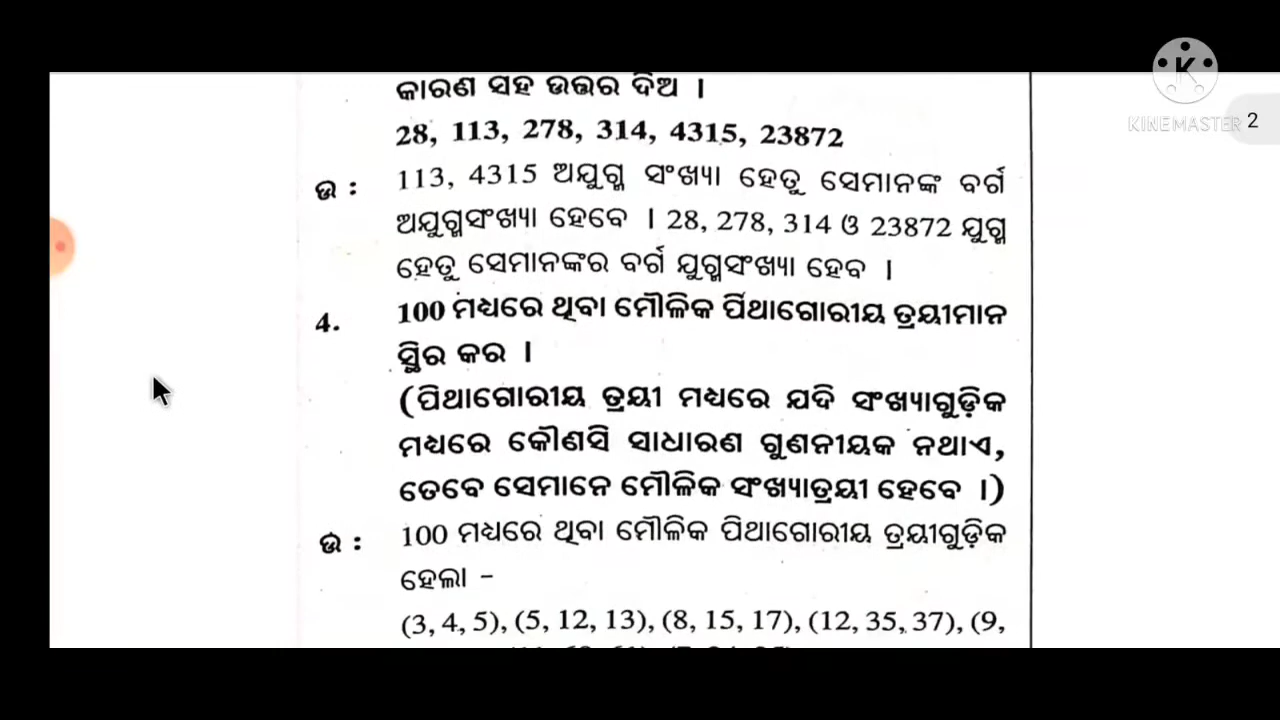 କାରଣ ସହ ଉତ୍ତର ଦିଅ ।
28, 113, 278, 314, 4315, 23872
ଉ : 113, 4315 ଅଯୁଗ୍ମ ସଂଖ୍ୟା ହେତୁ ସେମାନଙ୍କ ବର୍ଗ
ଅଯୁଗ୍ମସଂଖ୍ୟା ହେବେ । 28, 278, 314 ଓ 23872 ଯୁଗ୍ମ
ହେତୁ ସେମାନଙ୍କର ବର୍ଗ ଯୁଗ୍ମସଂଖ୍ୟା ହେବ ।
4. 100 ମଧ୍ୟରେ ଥିବା ମୌଳିକ ପିଥାଗୋରୀୟ ତ୍ରୟୀମାନ
ସ୍ଥିର କର ।
(ପିଥାଗୋରୀୟ ତ୍ରୟୀ ମଧ୍ୟରେ ଯଦି ସଂଖ୍ୟାଗୁଡ଼ିକ
ମଧ୍ୟରେ କୌଣସି ସାଧାରଣ ଗୁଣନୀୟକ ନଥାଏ,
ତେବେ ସେମାନେ ମୌଳିକ ସଂଖ୍ୟାତ୍ରୟୀ ହେବେ ।)
ଉ : 100 ମଧ୍ୟରେ ଥିବା ମୌଳିକ ପିଥାଗୋରୀୟ ତ୍ରୟୀଗୁଡ଼ିକ
ହେଲା -
(3, 4, 5), (5, 12, 13), (8, 15, 17), (12, 35, 37), (9,
K
KINEMASTER
2